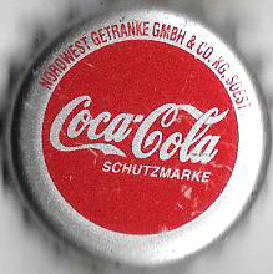 NORDWEST GETRÄNKE GMBH & CO. KG, SOEST
Coca-Cola
SCHUTZMARKE